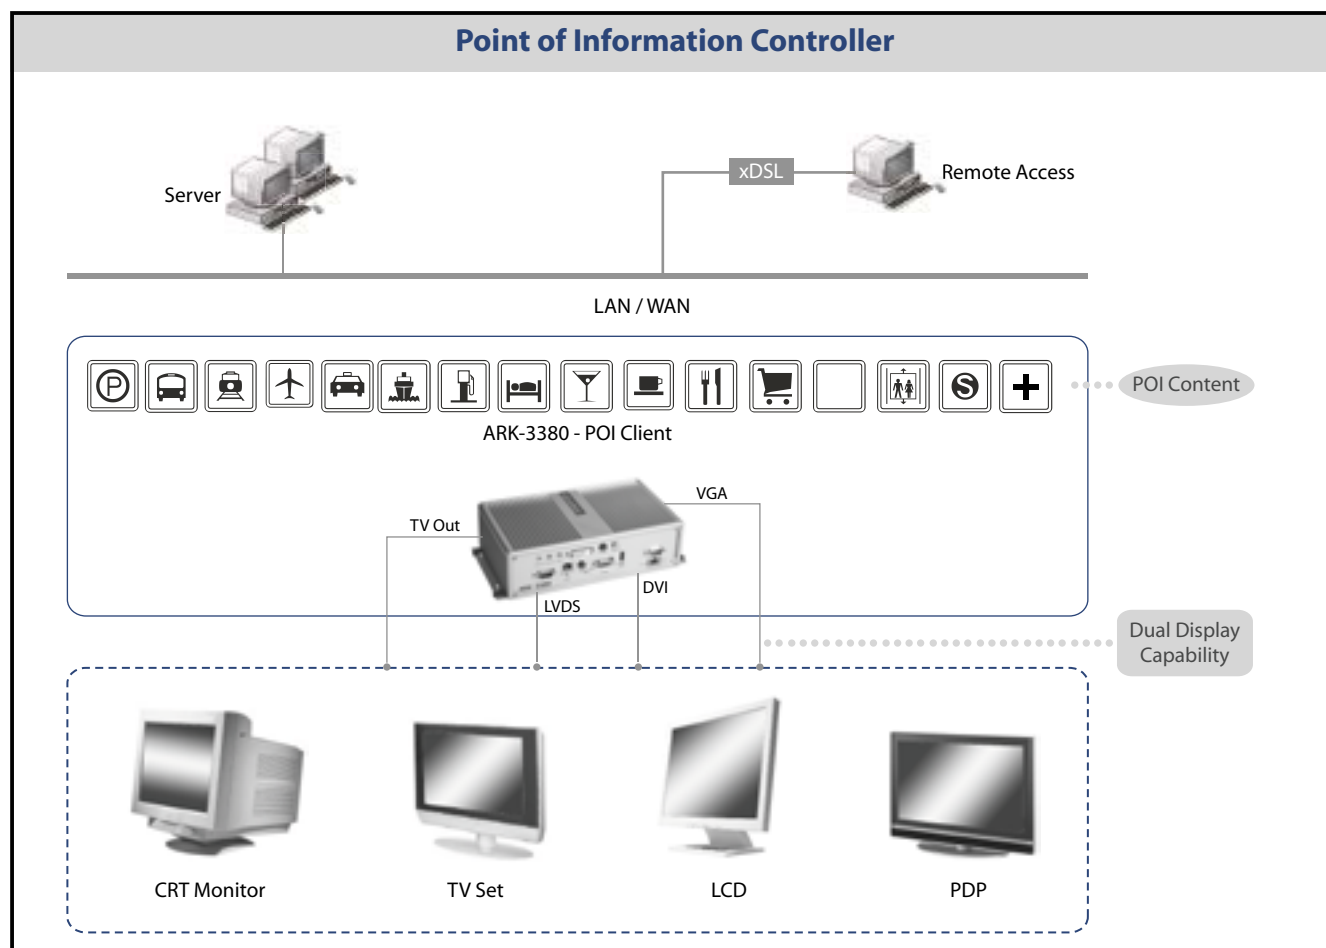 Point of Information Controller
xDSL
Server
Remote Access
LAN / WAN
P
S
POI Content
ARK-3380 - POI Client
VGA
TV Out
DVI
LVDS
Dual Display
Capability
CRT Monitor
TV Set
LCD
PDP